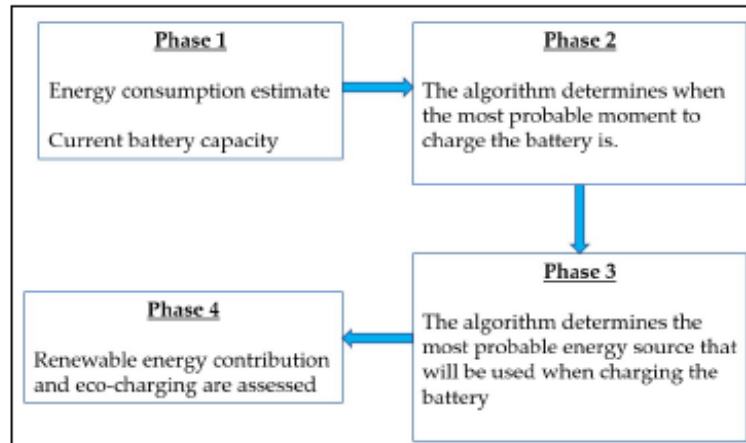 Phase 1
Energy consumption estimate
Current battery capacity
Phase 2
The algorithm determines when
the most probable moment to
charge the battery is.
Phase 3
The algorithm determines the
most probable energy source that
will be used when charging the
battery
Phase 4
Renewable energy contribution
and eco-charging are assessed